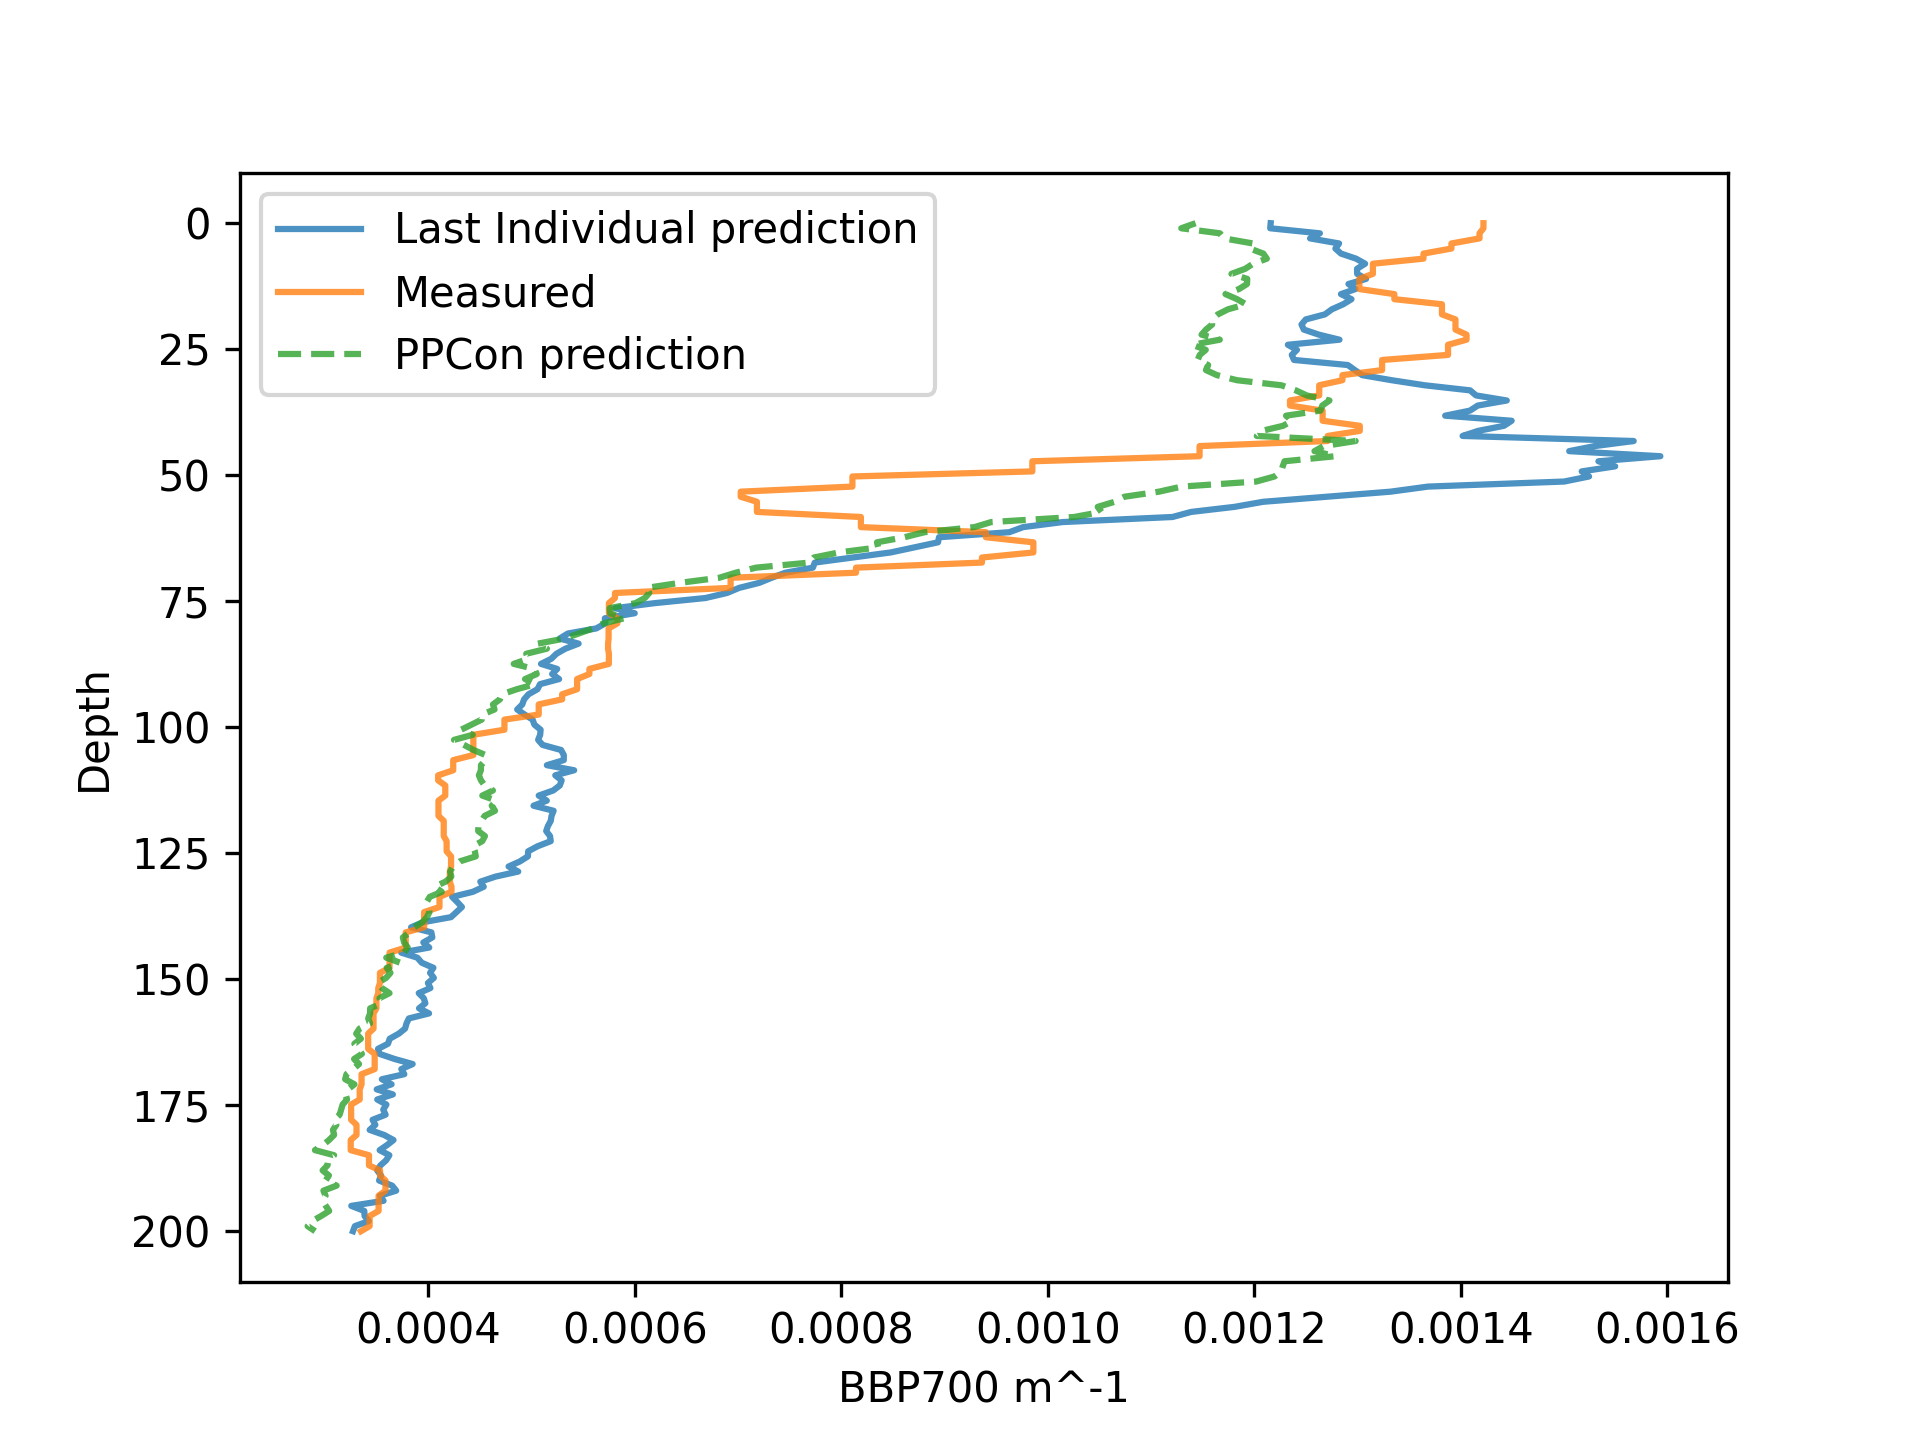 Last Individual prediction
Measured
PPCon prediction
0
25
50
75
100
125
150
175
200
Depth
0.0004 0.0006 0.0008 0.0010 0.0012 0.0014 0.0016
BBP700 m^-1